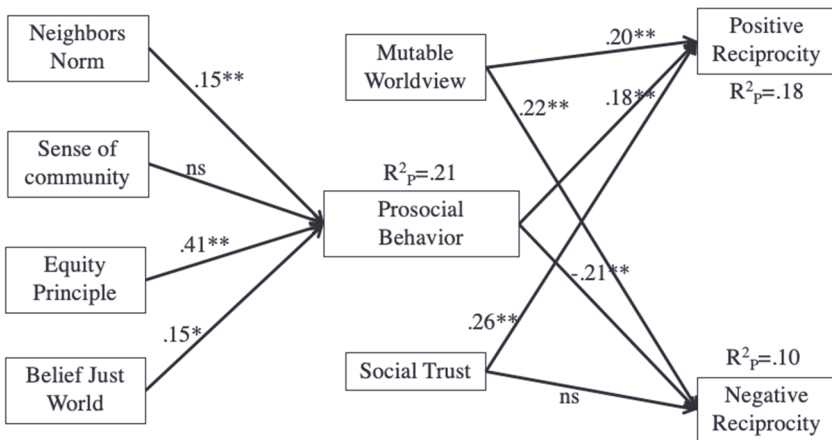 Neighbors
Norm
.15**
Sense of
community
ns
Equity
Principle
.41**
Belief Just
World
.15*
R²P=.21
Prosocial
Behavior
Mutable
Worldview
.20**
.22**
.18**
-.21**
.26**
Social Trust
ns
Positive
Reciprocity
R²P=.18
R²P=.10
Negative
Reciprocity